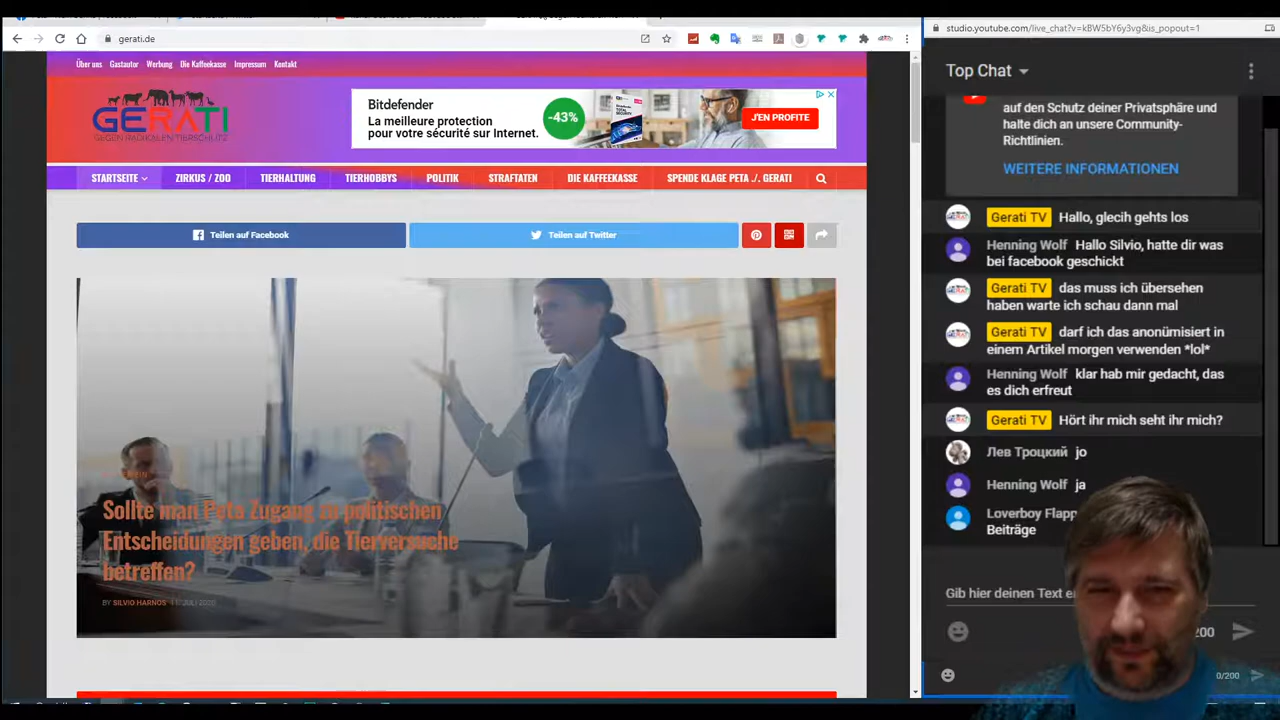 gerati.de
studio.youtube.com/live_chat?v=kBW5bY6y3vg&is_popout=1
Über uns Gastautor Werbung Die Kaffeekasse Impressum Kontakt
GERATI
GEGEN RADIKALEN TIERSCHUTZ
Bitdefender
La meilleure protection
pour votre sécurité sur Internet.
-43%
J'EN PROFITE
STARTSEITE ZIRKUS / ZOO TIERHALTUNG TIERHOBBYS POLITIK STRAFTATEN DIE KAFFEEKASSE SPENDE KLAGE PETA ./. GERATI
Teilen auf Facebook
Teilen auf Twitter
Sollte man Peta Zugang zu politischen
Entscheidungen geben, die Tierversuche
betreffen?
BY SILVIO HARNOS
Top Chat
auf den Schutz deiner Privatsphäre und
halte dich an unsere Community-
Richtlinien.
WEITERE INFORMATIONEN
Gerati TV Hallo, glecih gehts los
Henning Wolf Hallo Silvio, hatte dir was
bei facebook geschickt
Gerati TV das muss ich übersehen
haben warte ich schau dann mal
Gerati TV darf ich das anonümisiert in
einem Artikel morgen verwenden *lol*
Henning Wolf klar hab mir gedacht, das
es dich erfreut
Gerati TV Hört ihr mich seht ihr mich?
Лев Троцкий jo
Henning Wolf ja
Loverboy Flapp
Beiträge
Gib hier deinen Text
0/200